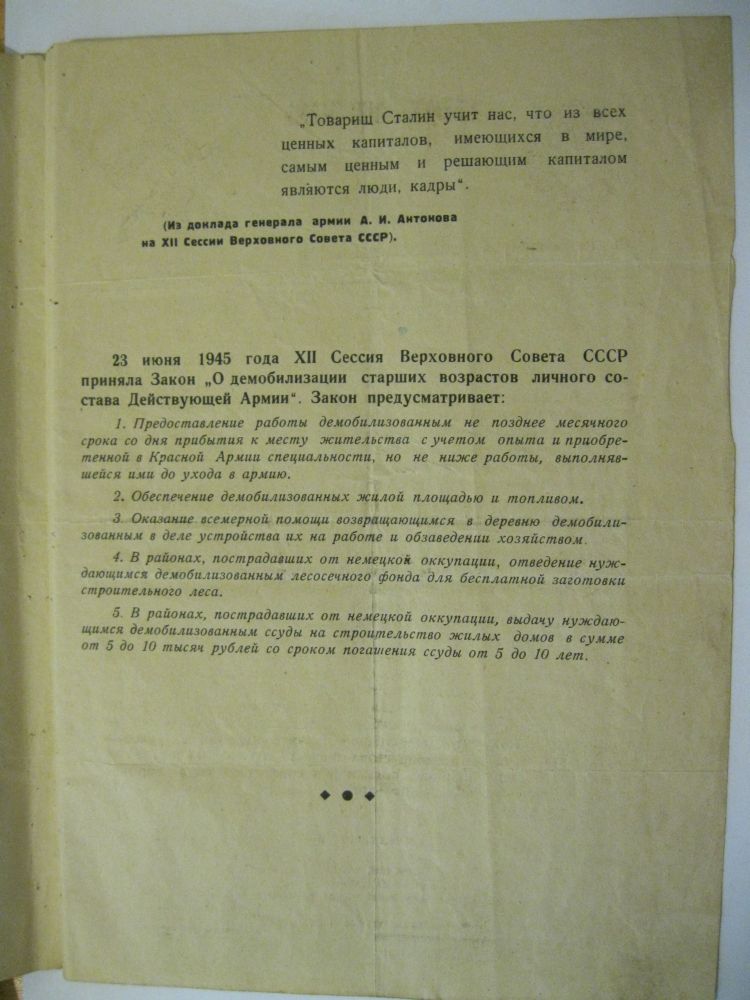 „Товарищ Сталин учит нас, что из всех
ценных капиталов, имеющихся в мире,
самым ценным и решающим капиталом
являются люди, кадры“.
(Из доклада генерала армии А. И. Антонова
на XII Сессии Верховного Совета СССР).
23 июня 1945 года XII Сессия Верховного Совета СССР
приняла Закон „О демобилизации старших возрастов личного со-
става Действующей Армии“. Закон предусматривает:
1. Предоставление работы демобилизованным не позднее месячного
срока со дня прибытия к месту жительства с учетом опыта и приобре-
тенной в Красной Армии специальности, но не ниже работы, выполняв-
шейся ими до ухода в армию.
2. Обеспечение демобилизованных жилой площадью и топливом.
3. Оказание всемерной помощи возвращающимся в деревню демобили-
зованным в деле устройства их на работе и обзаведении хозяйством.
4. В районах, пострадавших от немецкой оккупации, отведение нуж-
дающимся демобилизованным лесосечного фонда для бесплатной заготовки
строительного леса.
5. В районах, пострадавших от немецкой оккупации, выдачу нуждаю-
щимся демобилизованным ссуды на строительство жилых домов в сумме
от 5 до 10 тысяч рублей со сроком погашения ссуды от 5 до 10 лет.